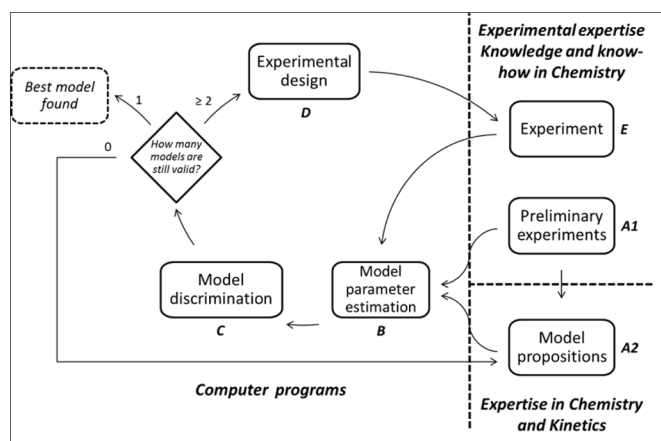 Experimental expertise
Knowledge and know-
how in Chemistry
Best model
found
1
≥ 2
Experimental
design
D
0
How many
models are
still valid?
Experiment
E
Preliminary
experiments
A1
Model
discrimination
C
Model
parameter
estimation
B
Model
propositions
A2
Computer programs
Expertise in Chemistry
and Kinetics